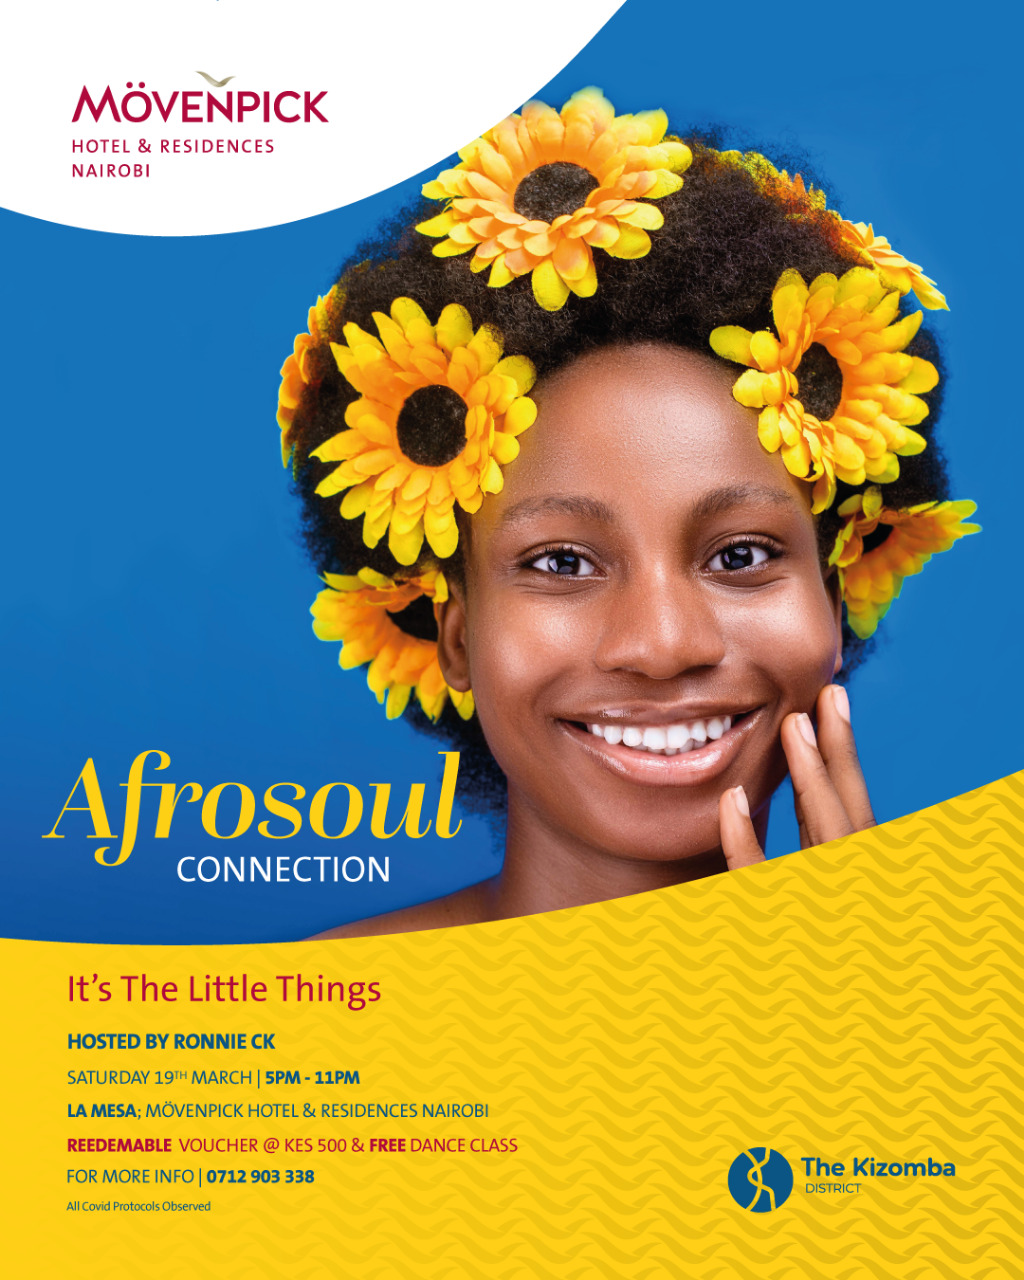 MÖVENPICK
HOTEL & RESIDENCES
NAIROBI
Afrosoul
CONNECTION
It's The Little Things
HOSTED BY RONNIE CK
SATURDAY 19TH MARCH | 5PM - 11PM
LA MESA; MÖVENPICK HOTEL & RESIDENCES NAIROBI
REEDEMABLE VOUCHER @ KES 500 & FREE DANCE CLASS
FOR MORE INFO | 0712 903 338
All Covid Protocols Observed
The Kizomba
DISTRICT